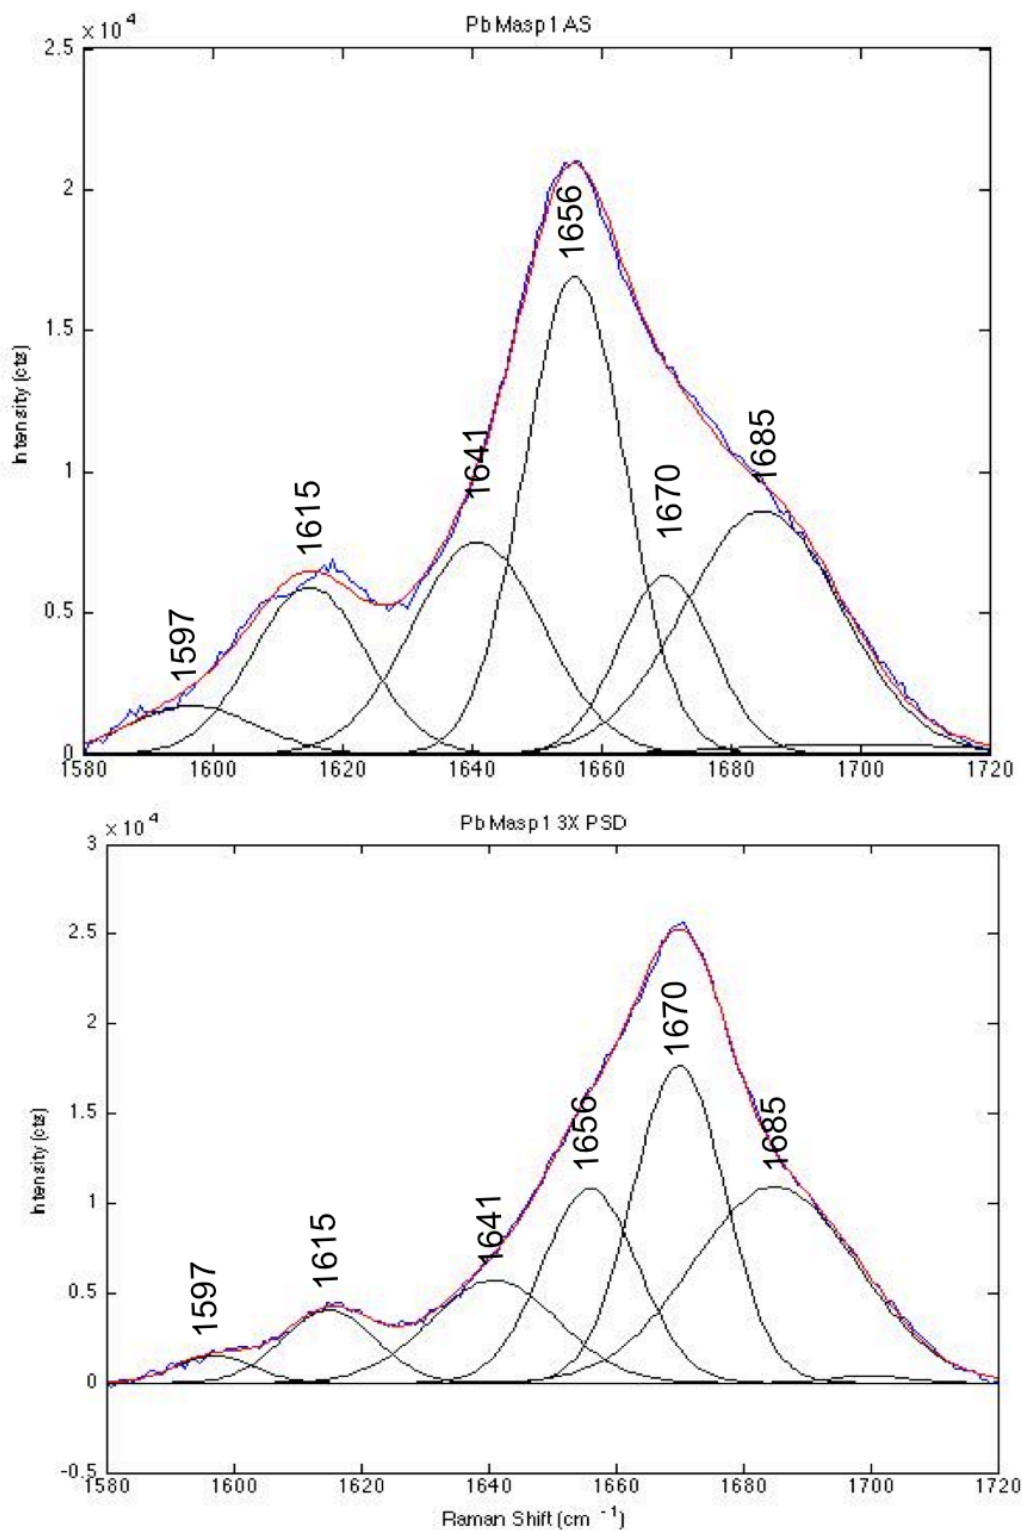 Pb Masp1 AS
x 10^4
2.5
2
1.5
1
0.5
0
Intensity (cts)
1597
1615
1641
1656
1670
1685
1580 1600 1620 1640 1660 1680 1700 1720
Pb Masp1 3X PSD
x 10^4
3
2.5
2
1.5
1
0.5
0
-0.5
Intensity (cts)
1597
1615
1641
1656
1670
1685
1580 1600 1620 1640 1660 1680 1700 1720
Raman Shift (cm⁻¹)